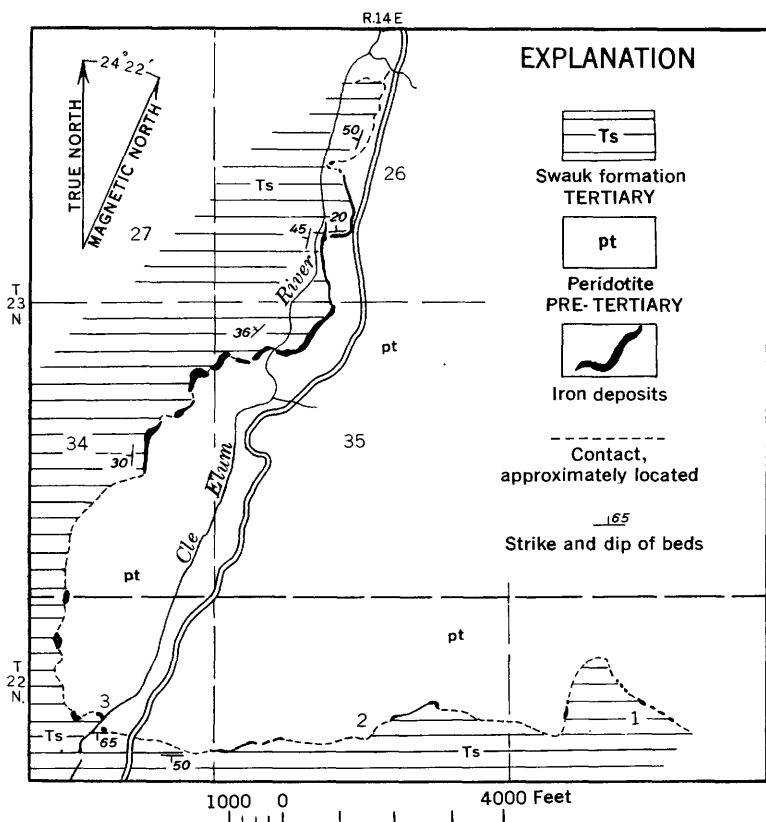 R.14 E
24° 22'
TRUE NORTH
MAGNETIC NORTH
EXPLANATION
Ts
Swauk formation
TERTIARY
pt
Peridotite
PRE-TERTIARY
Iron deposits
Contact,
approximately located
65
Strike and dip of beds
50
26
Ts
27
20
45
River
T
23
N
36
pt
34
35
30
Elum
Cle
pt
pt
T
22
N.
3
2
1
Ts
65
Ts
50
1000 0 4000 Feet